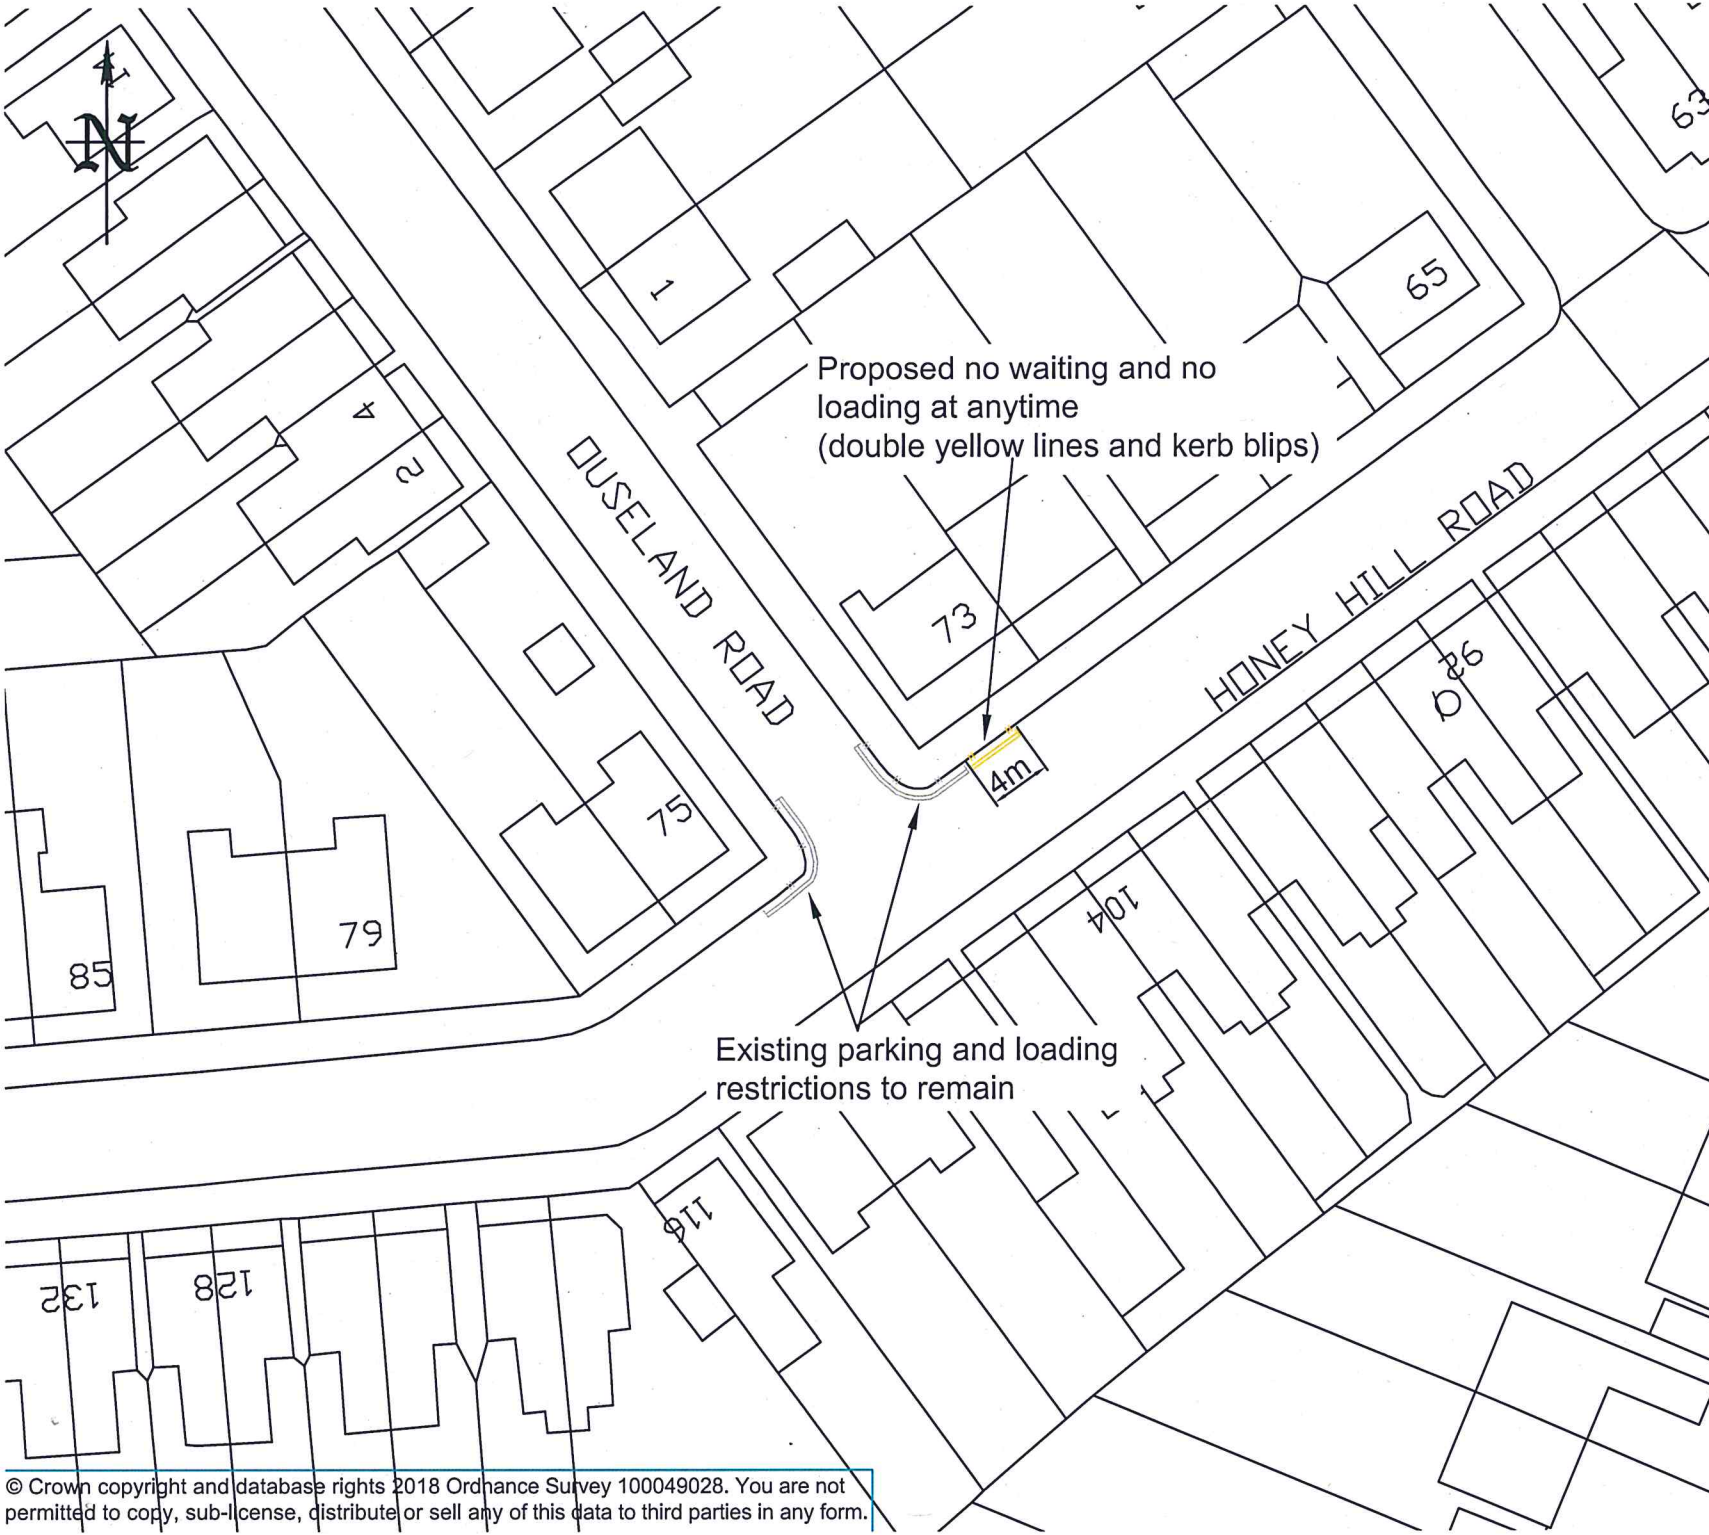 N
41
63
1
65
Proposed no waiting and no
loading at anytime
(double yellow lines and kerb blips)
4
2
OUSELAND ROAD
HONEY HILL ROAD
73
92
4m
75
104
79
85
Existing parking and loading
restrictions to remain
116
128
132
© Crown copyright and database rights 2018 Ordnance Survey 100049028. You are not
permitted to copy, sub-license, distribute or sell any of this data to third parties in any form.